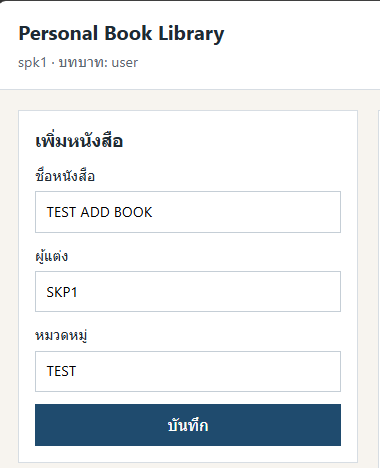 Personal Book Library
spk1 · บทบาท: user
เพิ่มหนังสือ
ชื่อหนังสือ
TEST ADD BOOK
ผู้แต่ง
SKP1
หมวดหมู่
TEST
บันทึก